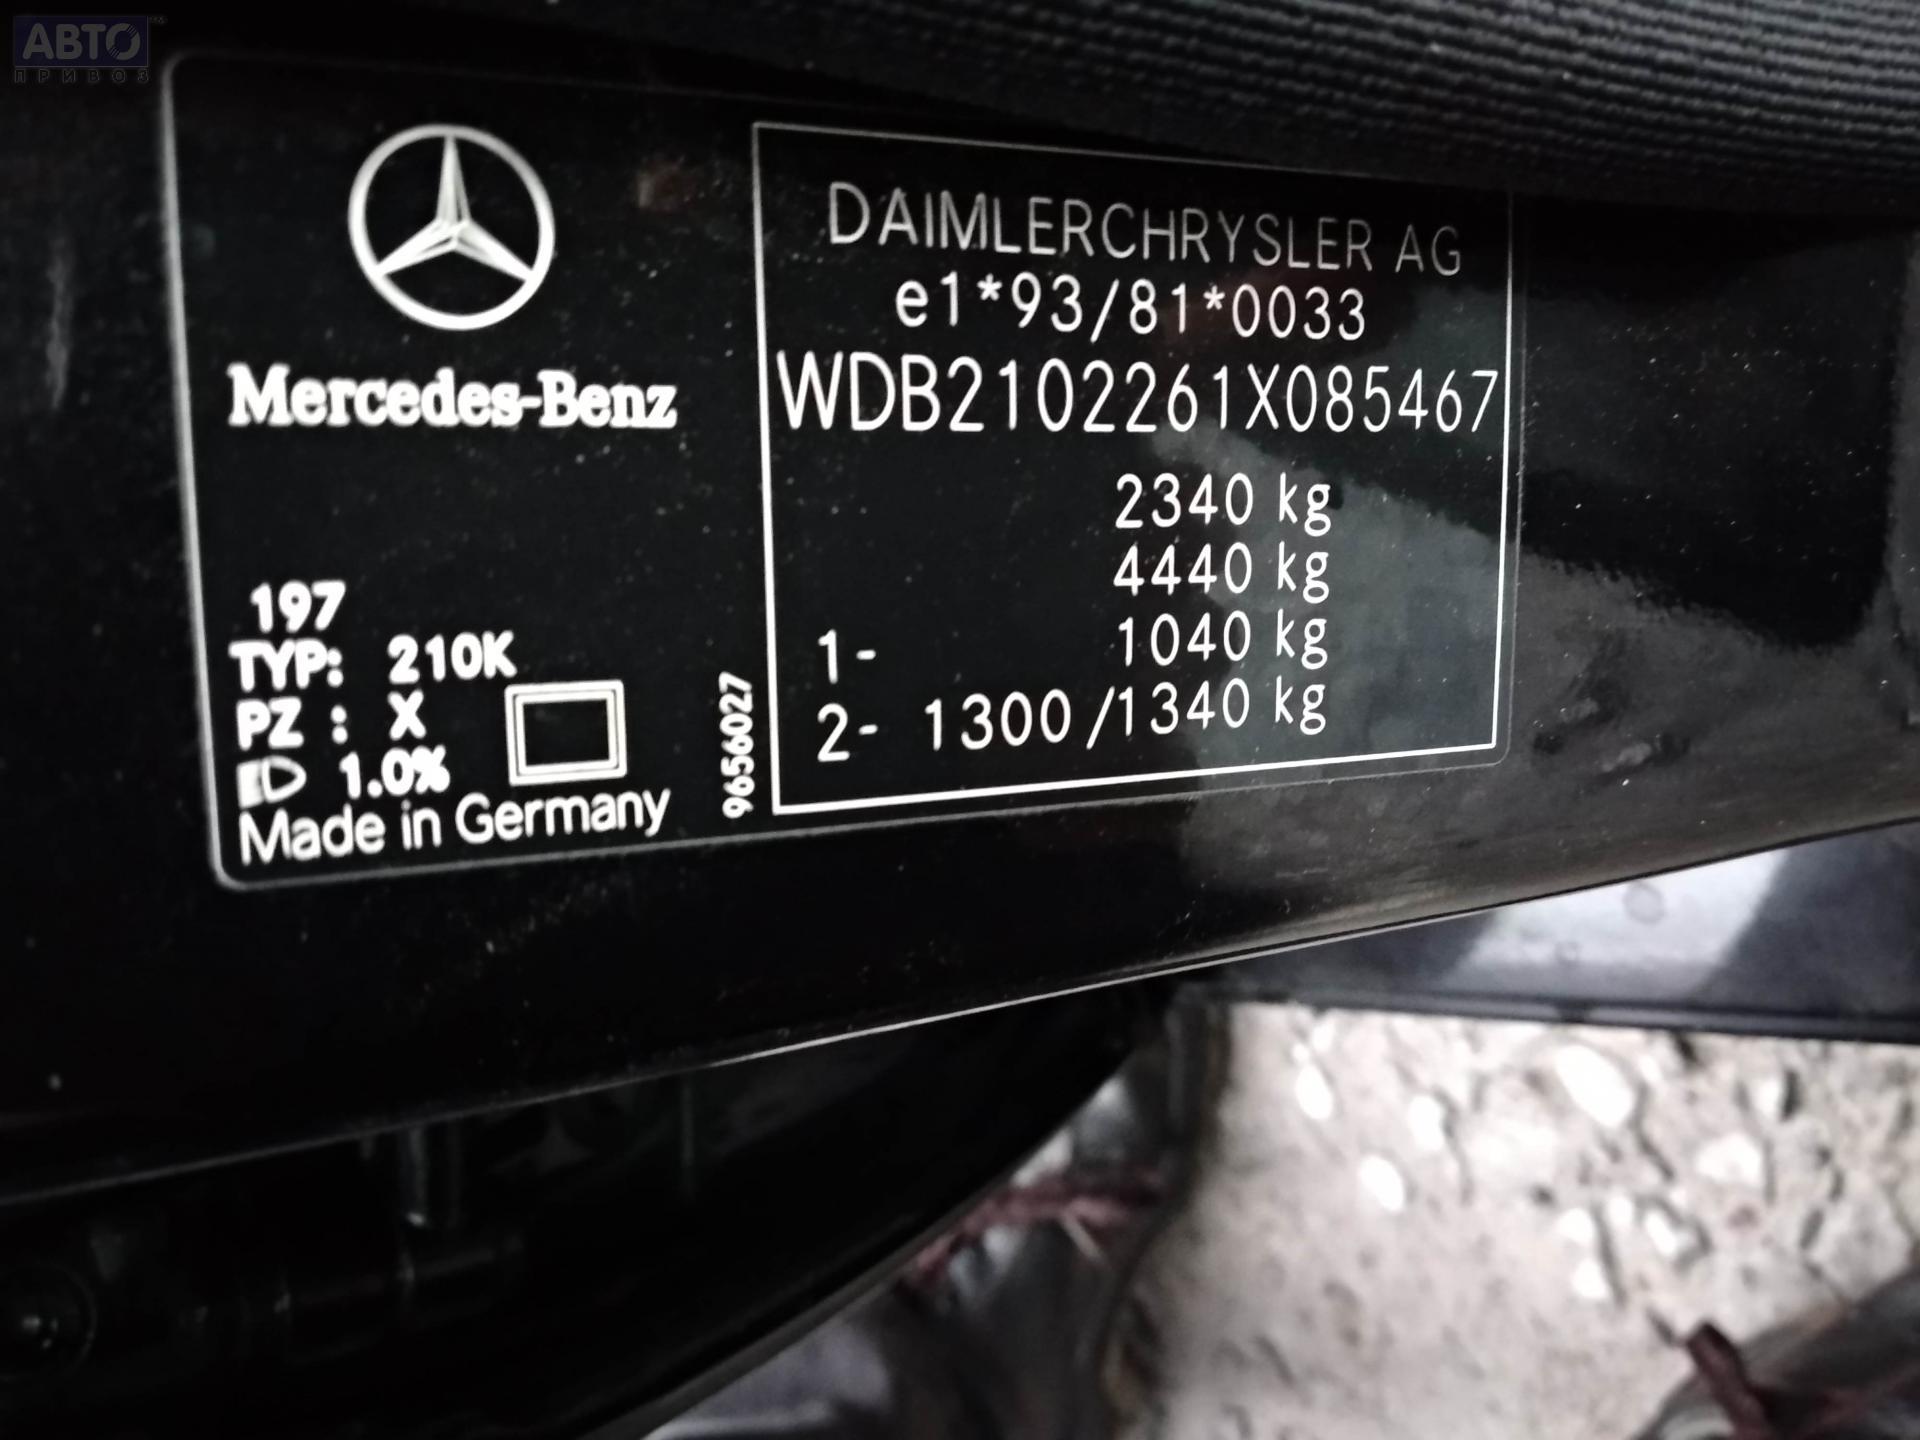 АВТО™
ПРИВОЗ
Mercedes-Benz
197
TYP: 210K
PZ : X
1.0%
Made in Germany
9656027
DAIMLERCHRYSLER AG
e1*93/81*0033
WDB2102261X085467
2340 kg
4440 kg
1- 1040 kg
2- 1300/1340 kg